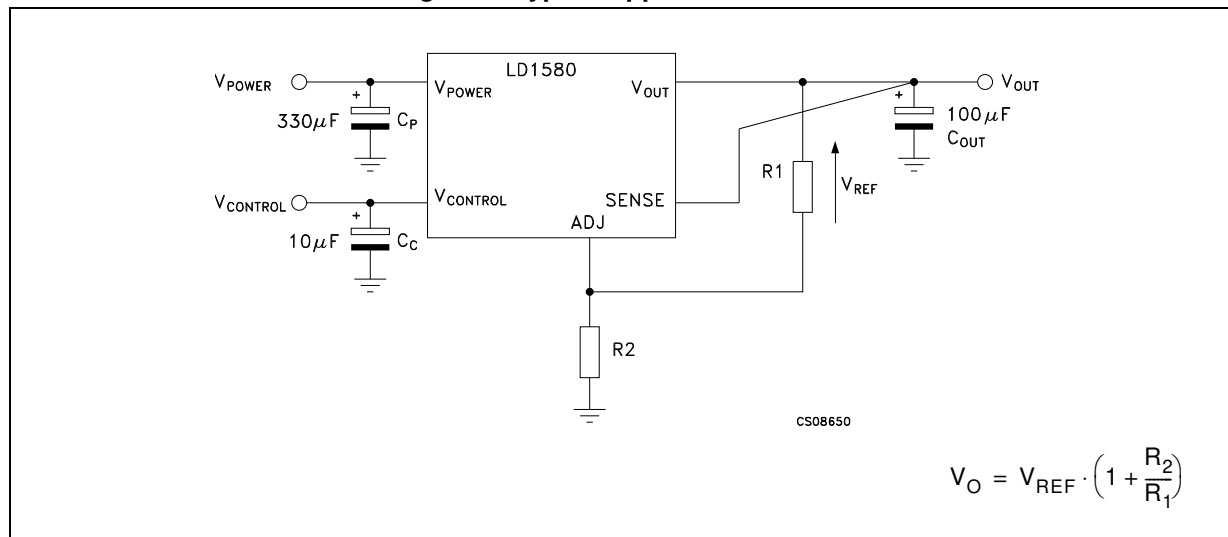 LD1580
V_POWER
V_POWER
V_OUT
V_OUT
+
330μF
C_P
+
100μF
C_OUT
R1
V_REF
V_CONTROL
V_CONTROL
SENSE
ADJ
+
10μF
C_C
R2
CS08650
V_O = V_REF · (1 + R_2/R_1)